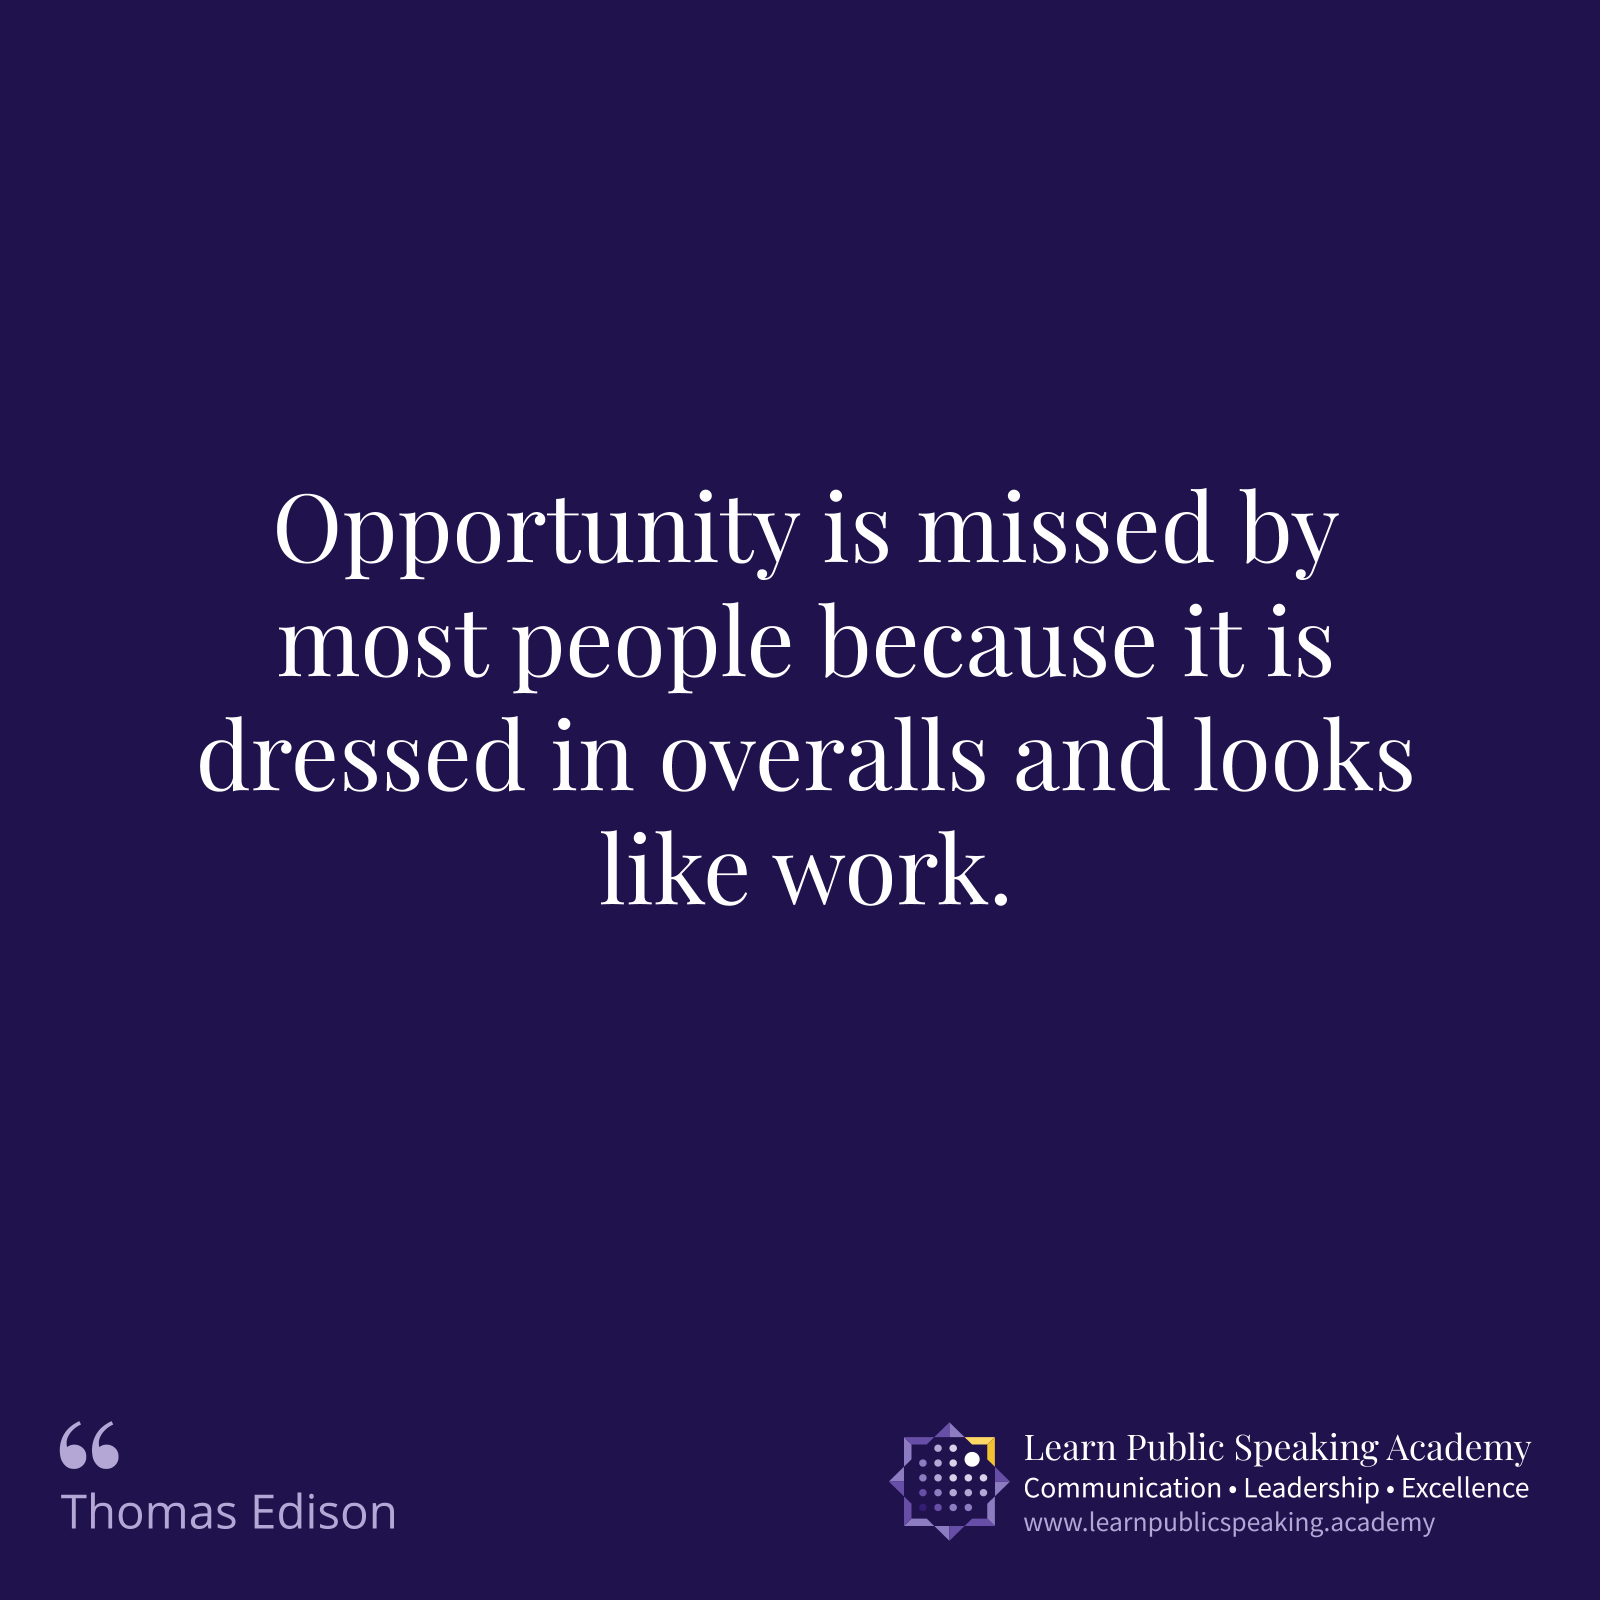 Opportunity is missed by
most people because it is
dressed in overalls and looks
like work.
“
Thomas Edison
Learn Public Speaking Academy
Communication • Leadership • Excellence
www.learnpublicspeaking.academy